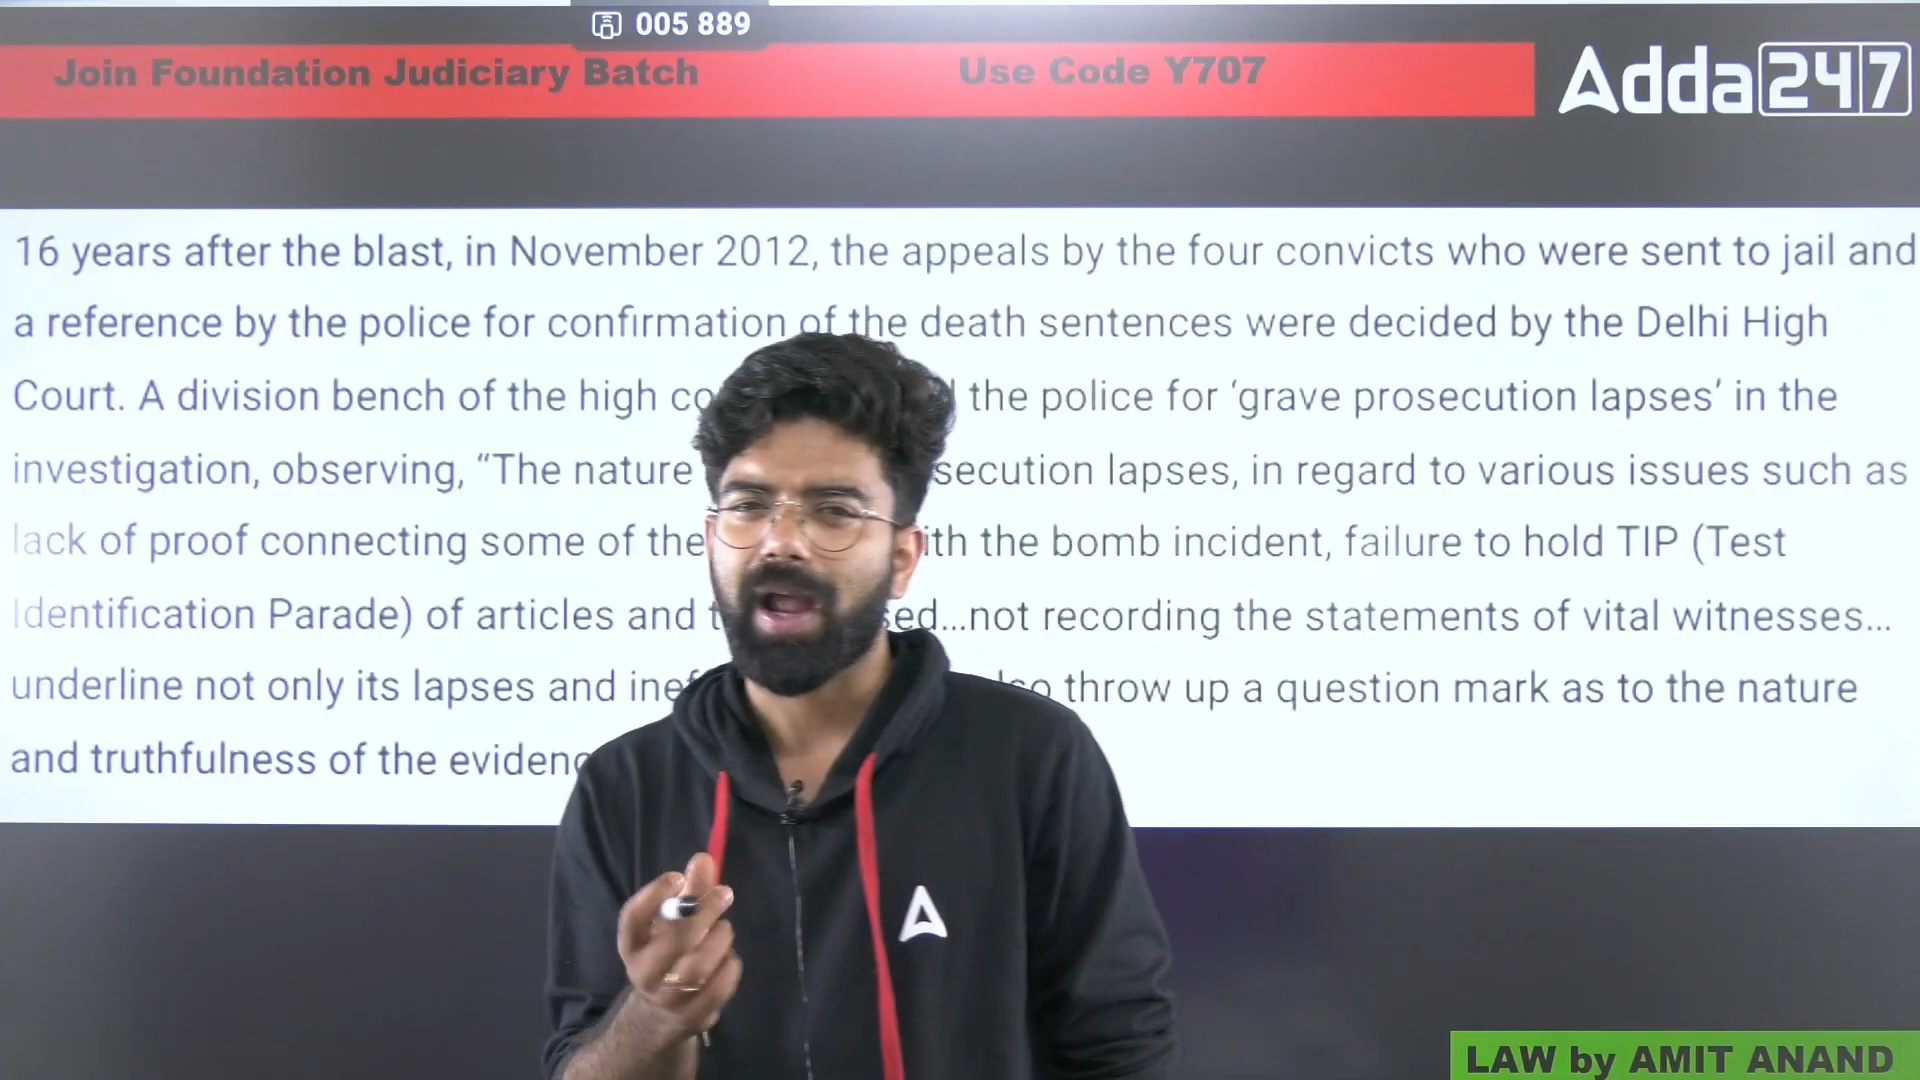 005 889
Join Foundation Judiciary Batch Use Code Y707
Adda247
16 years after the blast, in November 2012, the appeals by the four convicts who were sent to jail and
a reference by the police for confirmation of the death sentences were decided by the Delhi High
Court. A division bench of the high the police for ‘grave prosecution lapses’ in the
investigation, observing, “The nature lapses, in regard to various issues such as
lack of proof connecting some of the the bomb incident, failure to hold TIP (Test
Identification Parade) of articles and ...not recording the statements of vital witnesses...
underline not only its lapses and throw up a question mark as to the nature
and truthfulness of the
LAW by AMIT ANAND